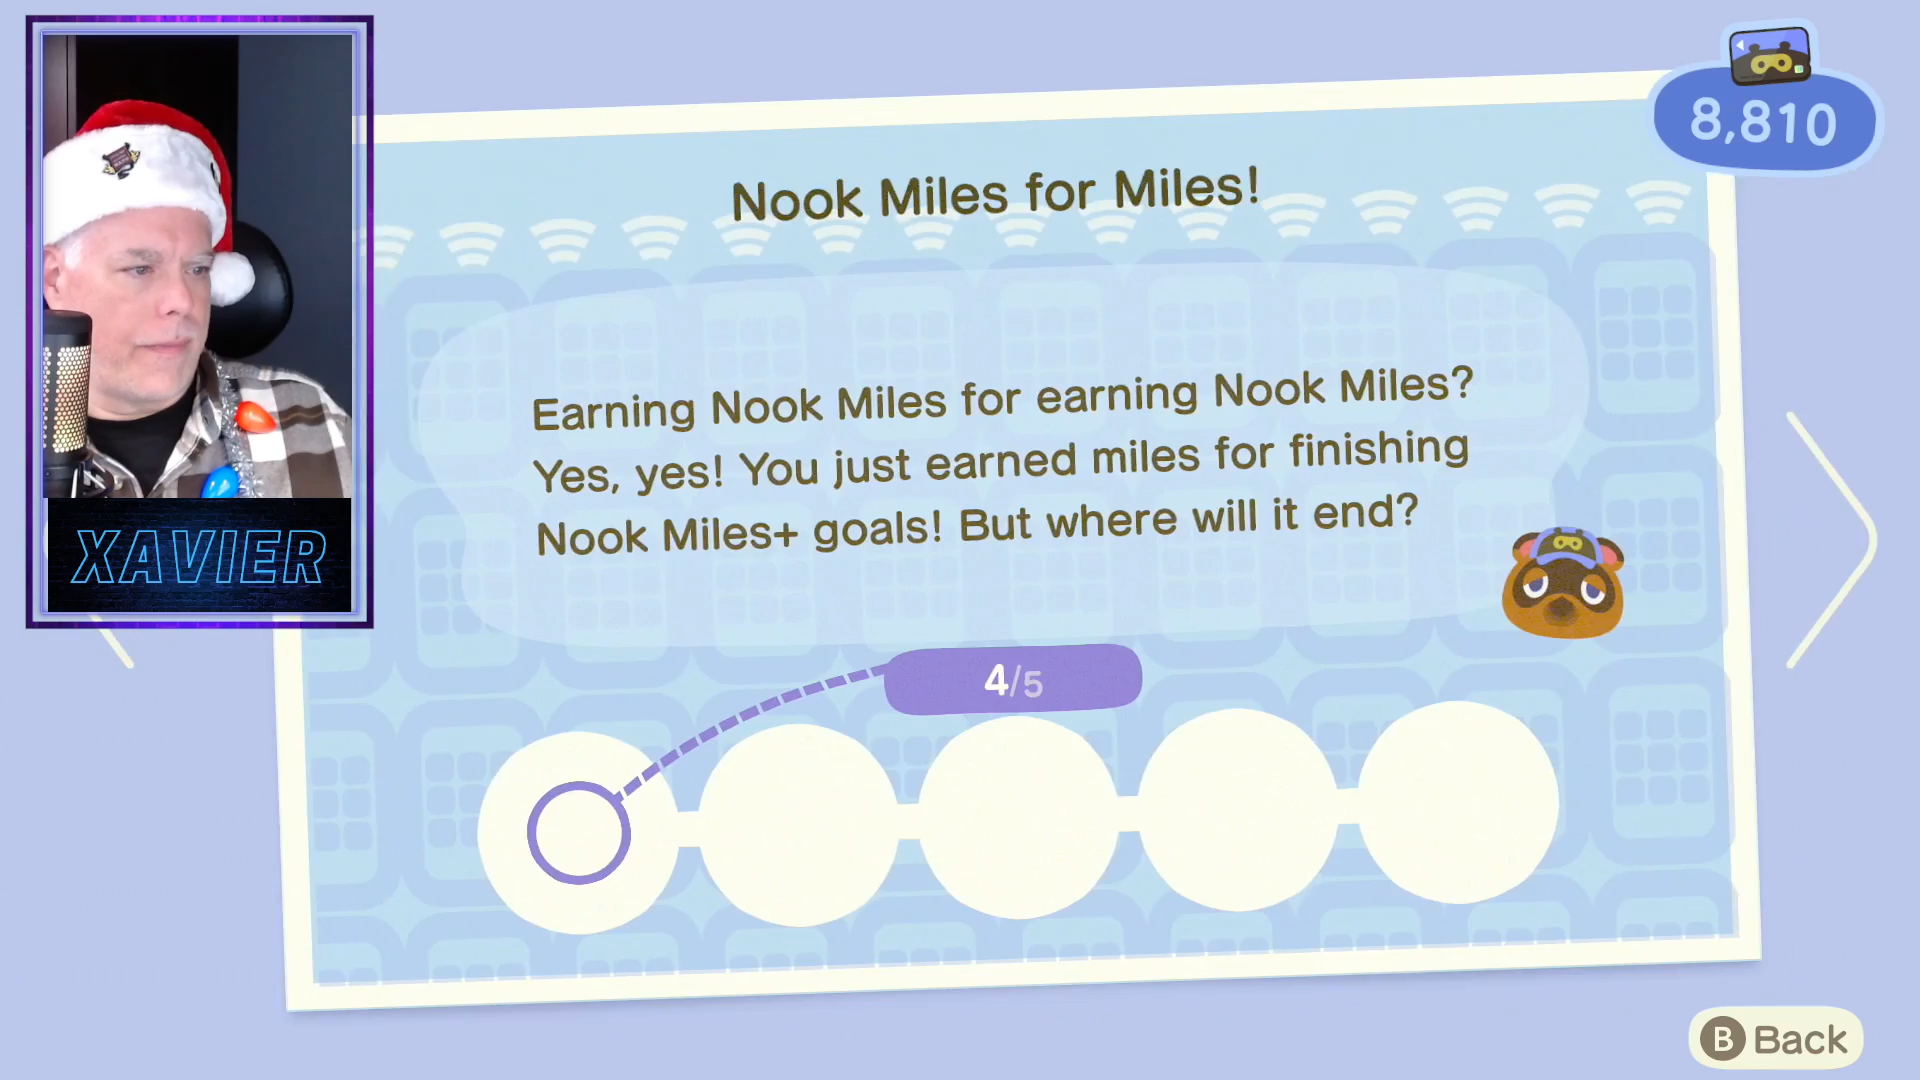 8,810
Nook Miles for Miles!
Earning Nook Miles for earning Nook Miles?
Yes, yes! You just earned miles for finishing
Nook Miles+ goals! But where will it end?
XAVIER
4/5
B Back